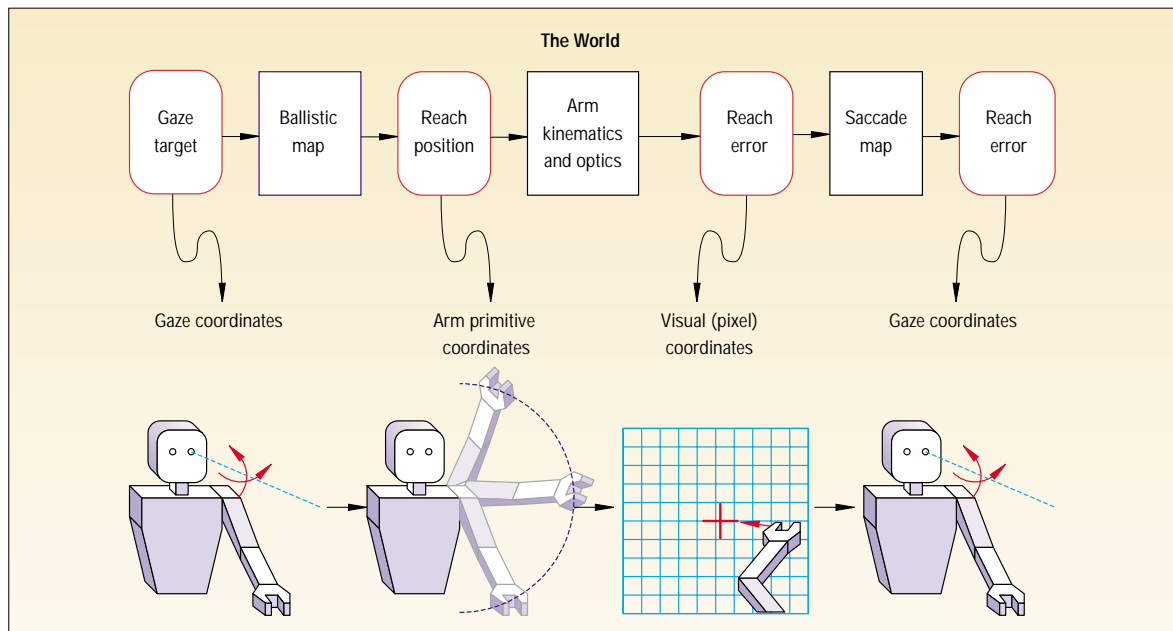 The World
Gaze
target
Ballistic
map
Reach
position
Arm
kinematics
and optics
Reach
error
Saccade
map
Reach
error
Gaze coordinates
Arm primitive
coordinates
Visual (pixel)
coordinates
Gaze coordinates